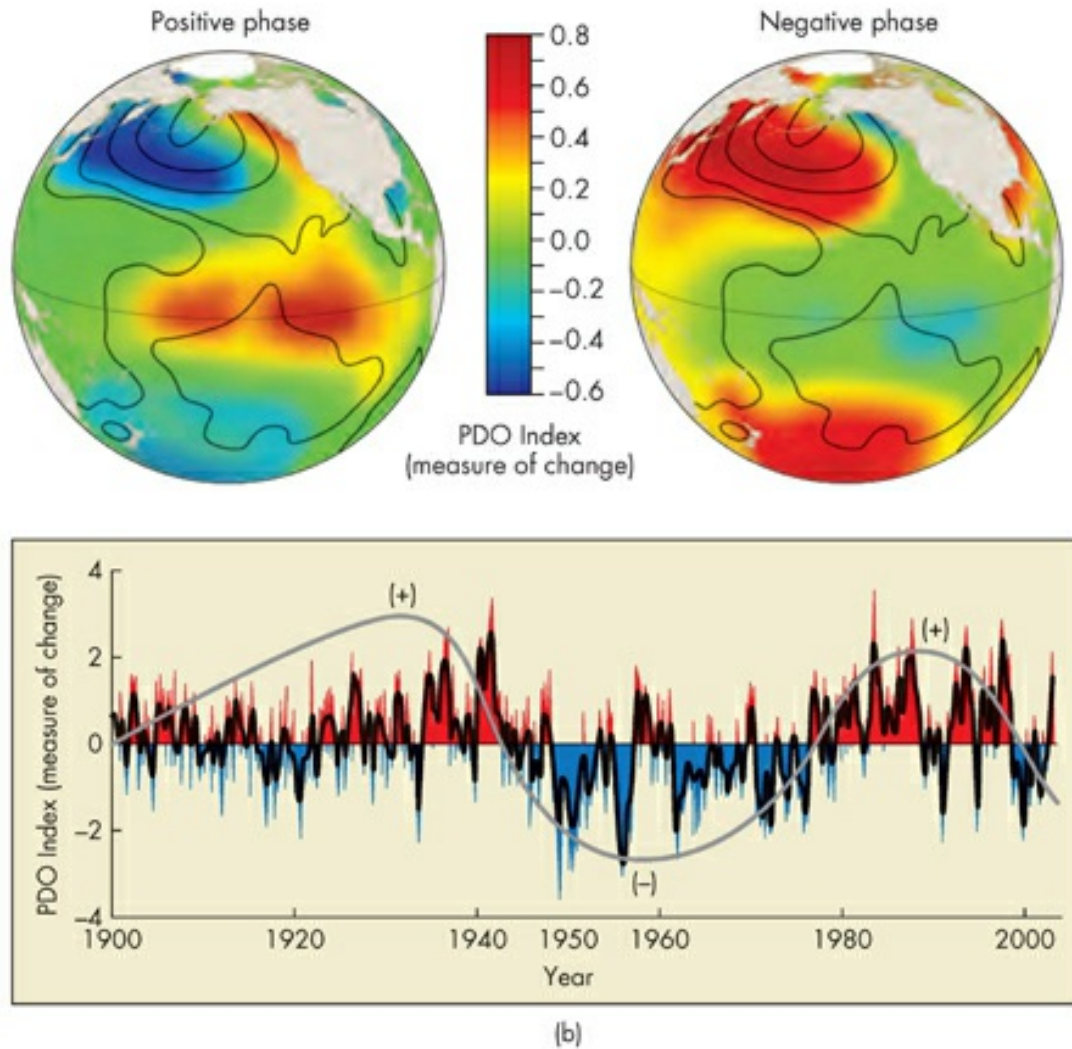 Positive phase
Negative phase
0.8
0.6
0.4
0.2
0.0
−0.2
−0.4
−0.6
PDO Index
(measure of change)
PDO Index (measure of change)
4
2
0
−2
−4
(+)
(−)
(+)
1900 1920 1940 1950 1960 1980 2000
Year
(b)